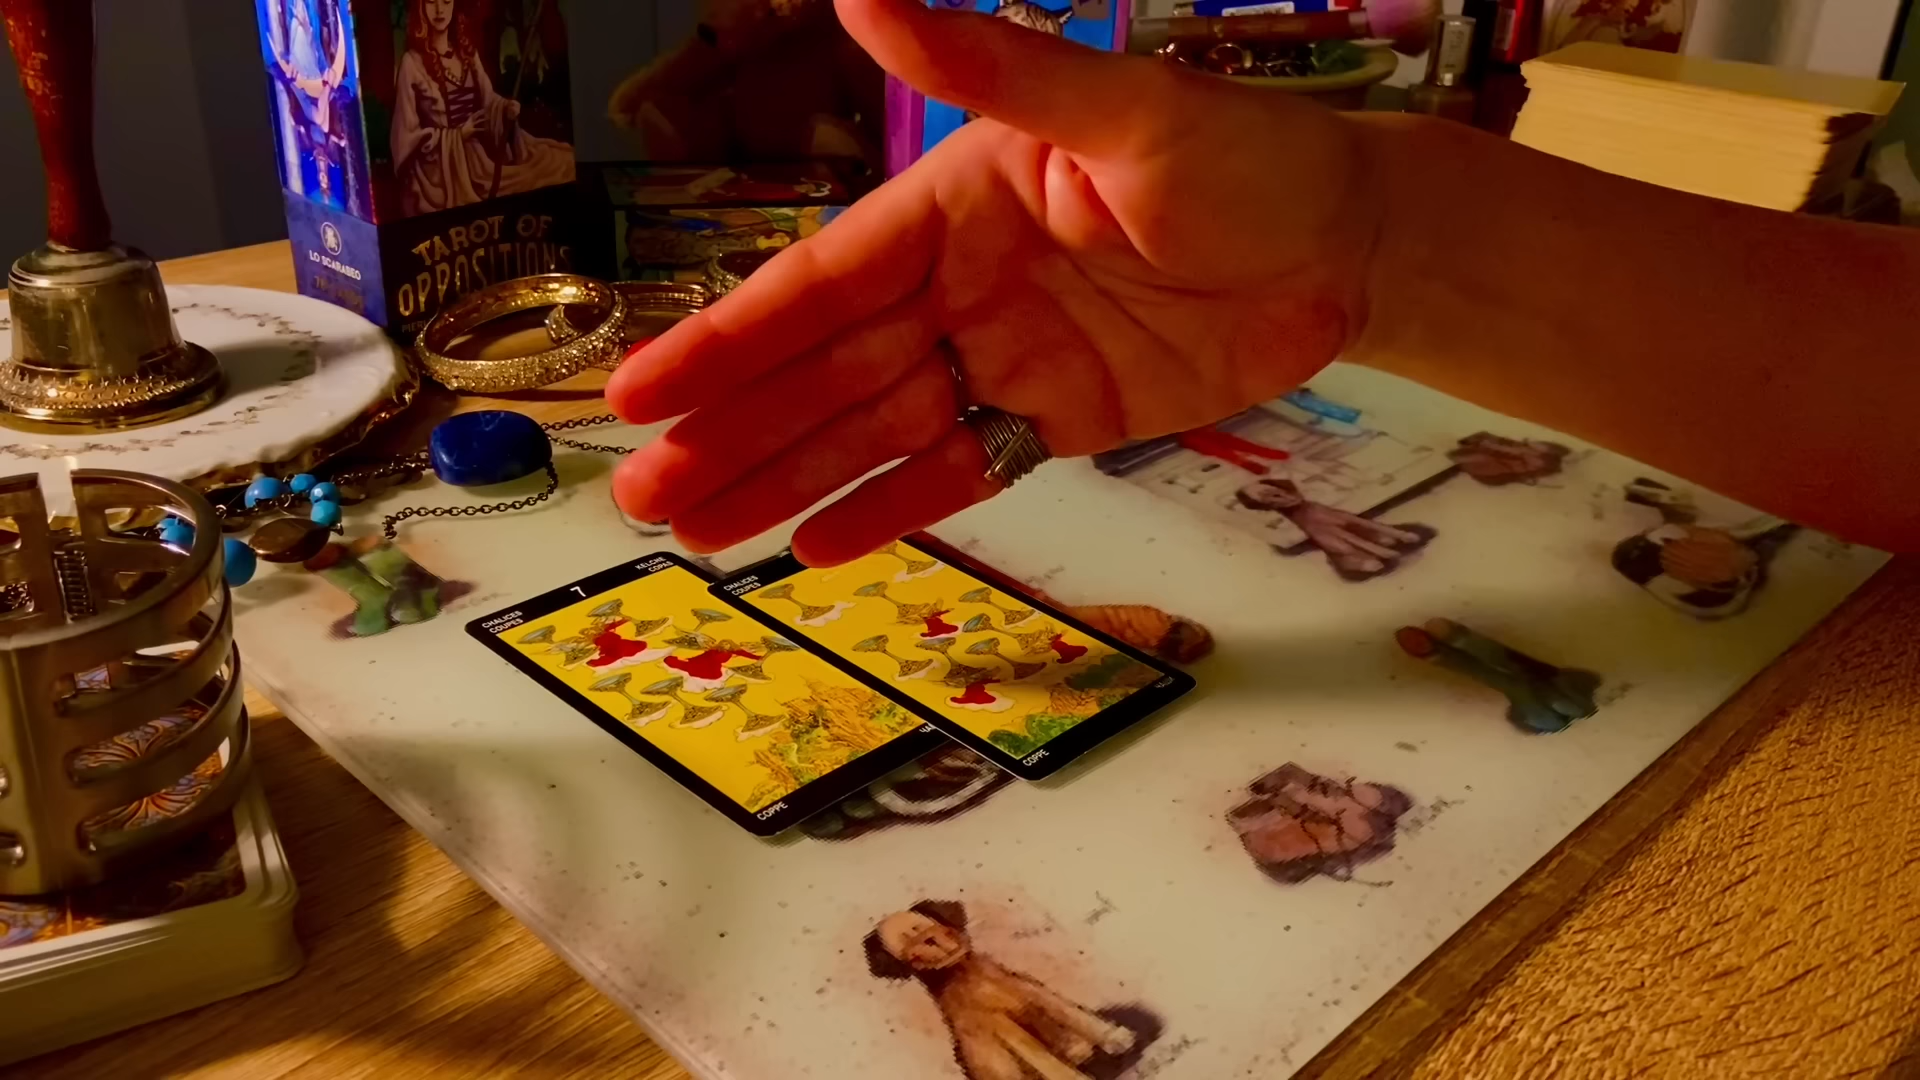 LO SCARABEO
TAROT OF
OPPOSITIONS
7
KELCHE
COPAS
CHALICES
COUPES
COPPE
CHALICES
COUPES
COPPE